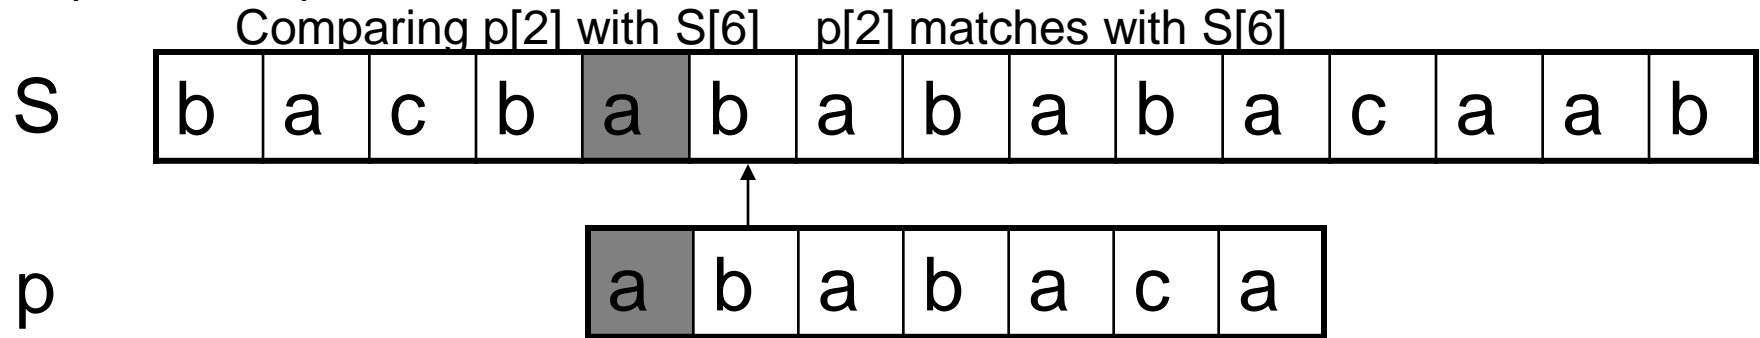 Comparing p[2] with S[6] p[2] matches with S[6]
S b a c b a b a b a b a c a a b
p a b a b a c a